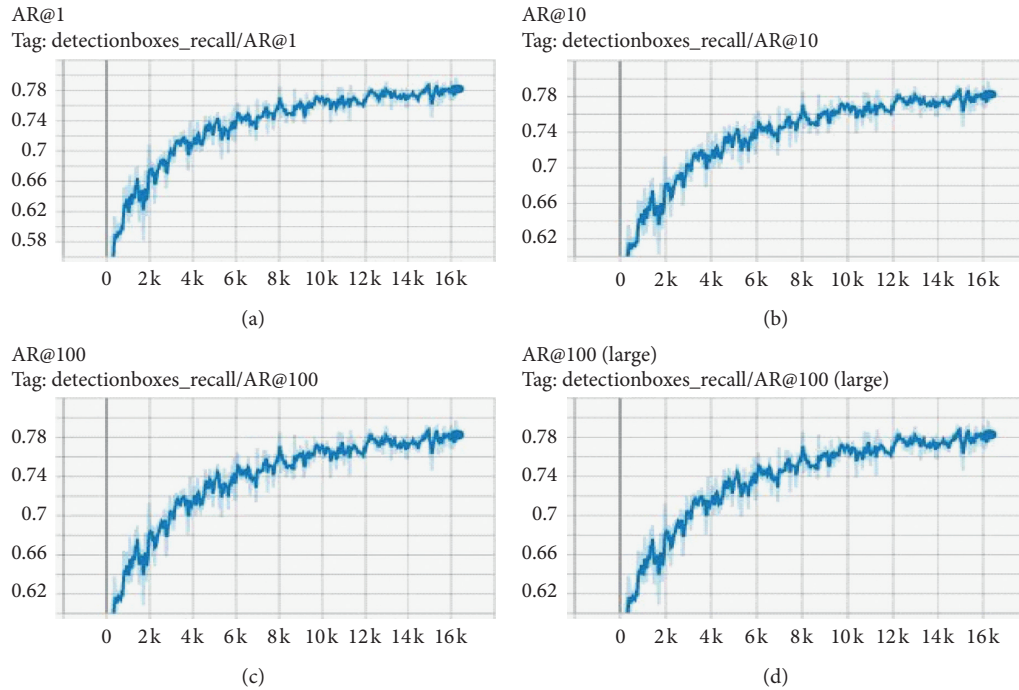 AR@1
Tag: detectionboxes_recall/AR@1
0.78
0.74
0.7
0.66
0.62
0.58
0 2k 4k 6k 8k 10k 12k 14k 16k
(a)
AR@10
Tag: detectionboxes_recall/AR@10
0.78
0.74
0.7
0.66
0.62
0 2k 4k 6k 8k 10k 12k 14k 16k
(b)
AR@100
Tag: detectionboxes_recall/AR@100
0.78
0.74
0.7
0.66
0.62
0 2k 4k 6k 8k 10k 12k 14k 16k
(c)
AR@100 (large)
Tag: detectionboxes_recall/AR@100 (large)
0.78
0.74
0.7
0.66
0.62
0 2k 4k 6k 8k 10k 12k 14k 16k
(d)